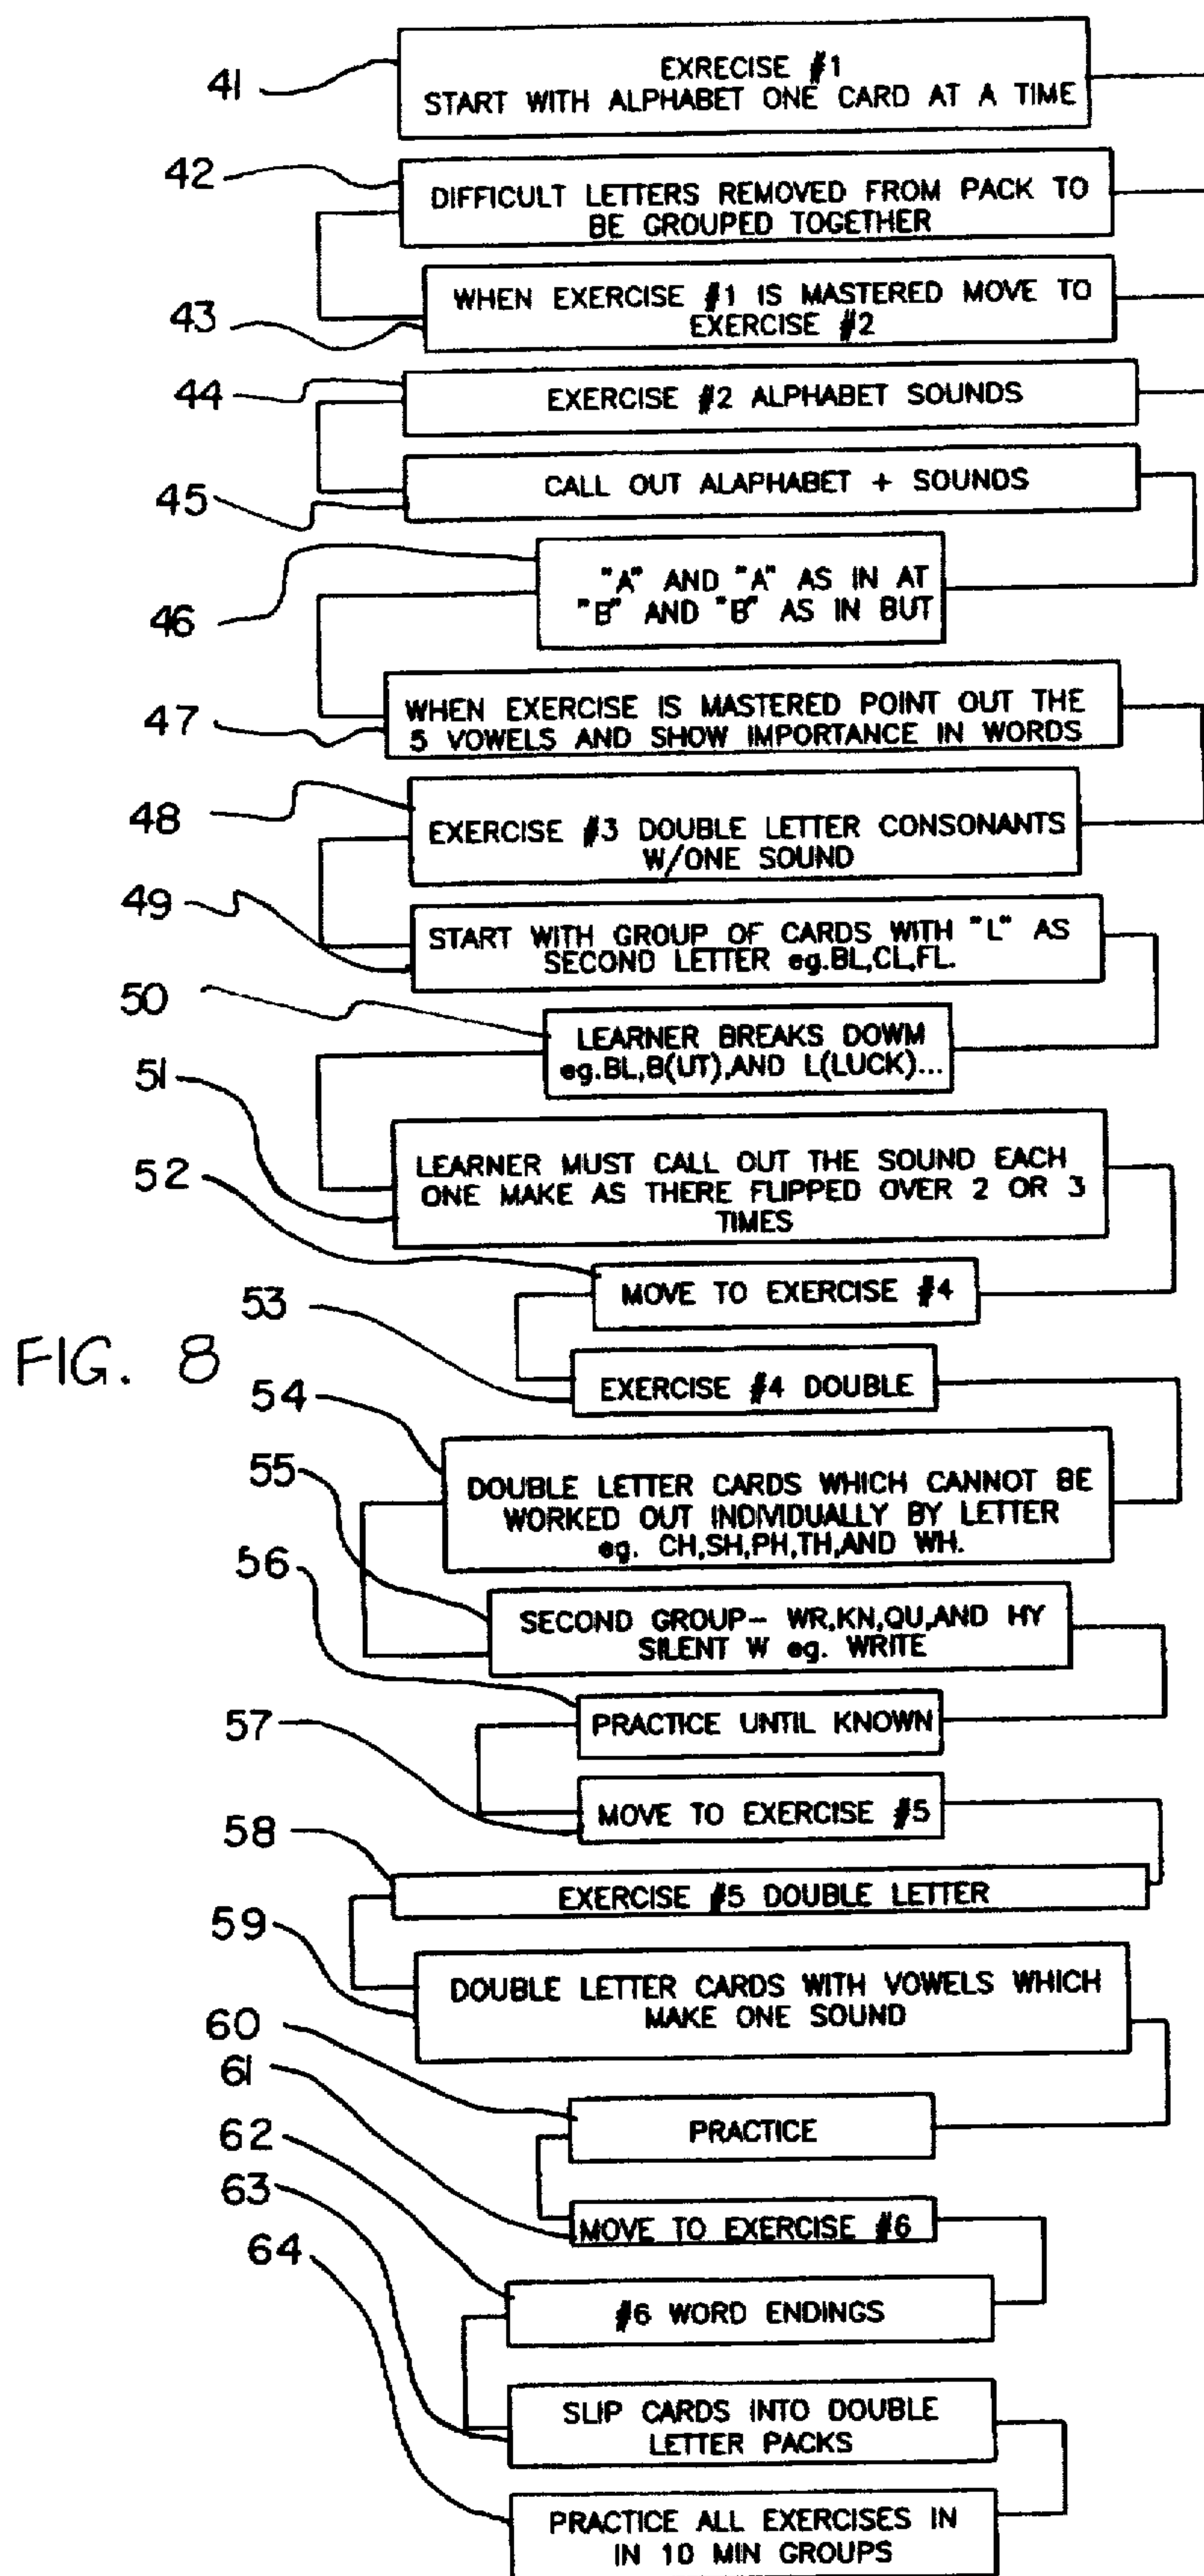 41
EXRECISE #1
START WITH ALPHABET ONE CARD AT A TIME
42
DIFFICULT LETTERS REMOVED FROM PACK TO
BE GROUPED TOGETHER
43
WHEN EXERCISE #1 IS MASTERED MOVE TO
EXERCISE #2
44
EXERCISE #2 ALPHABET SOUNDS
45
CALL OUT ALAPHABET + SOUNDS
46
"A" AND "A" AS IN AT
"B" AND "B" AS IN BUT
47
WHEN EXERCISE IS MASTERED POINT OUT THE
5 VOWELS AND SHOW IMPORTANCE IN WORDS
48
EXERCISE #3 DOUBLE LETTER CONSONANTS
W/ONE SOUND
49
START WITH GROUP OF CARDS WITH "L" AS
SECOND LETTER eg.BL,CL,FL.
50
LEARNER BREAKS DOWM
eg.BL,B(UT),AND L(LUCK)...
51
LEARNER MUST CALL OUT THE SOUND EACH
ONE MAKE AS THERE FLIPPED OVER 2 OR 3
TIMES
52
MOVE TO EXERCISE #4
53
EXERCISE #4 DOUBLE
FIG. 8
54
DOUBLE LETTER CARDS WHICH CANNOT BE
WORKED OUT INDIVIDUALLY BY LETTER
eg. CH,SH,PH,TH,AND WH.
55
SECOND GROUP- WR,KN,QU,AND HY
SILENT W eg. WRITE
56
PRACTICE UNTIL KNOWN
57
MOVE TO EXERCISE #5
58
EXERCISE #5 DOUBLE LETTER
59
DOUBLE LETTER CARDS WITH VOWELS WHICH
MAKE ONE SOUND
60
PRACTICE
61
MOVE TO EXERCISE #6
62
#6 WORD ENDINGS
63
SLIP CARDS INTO DOUBLE
LETTER PACKS
64
PRACTICE ALL EXERCISES IN
IN 10 MIN GROUPS